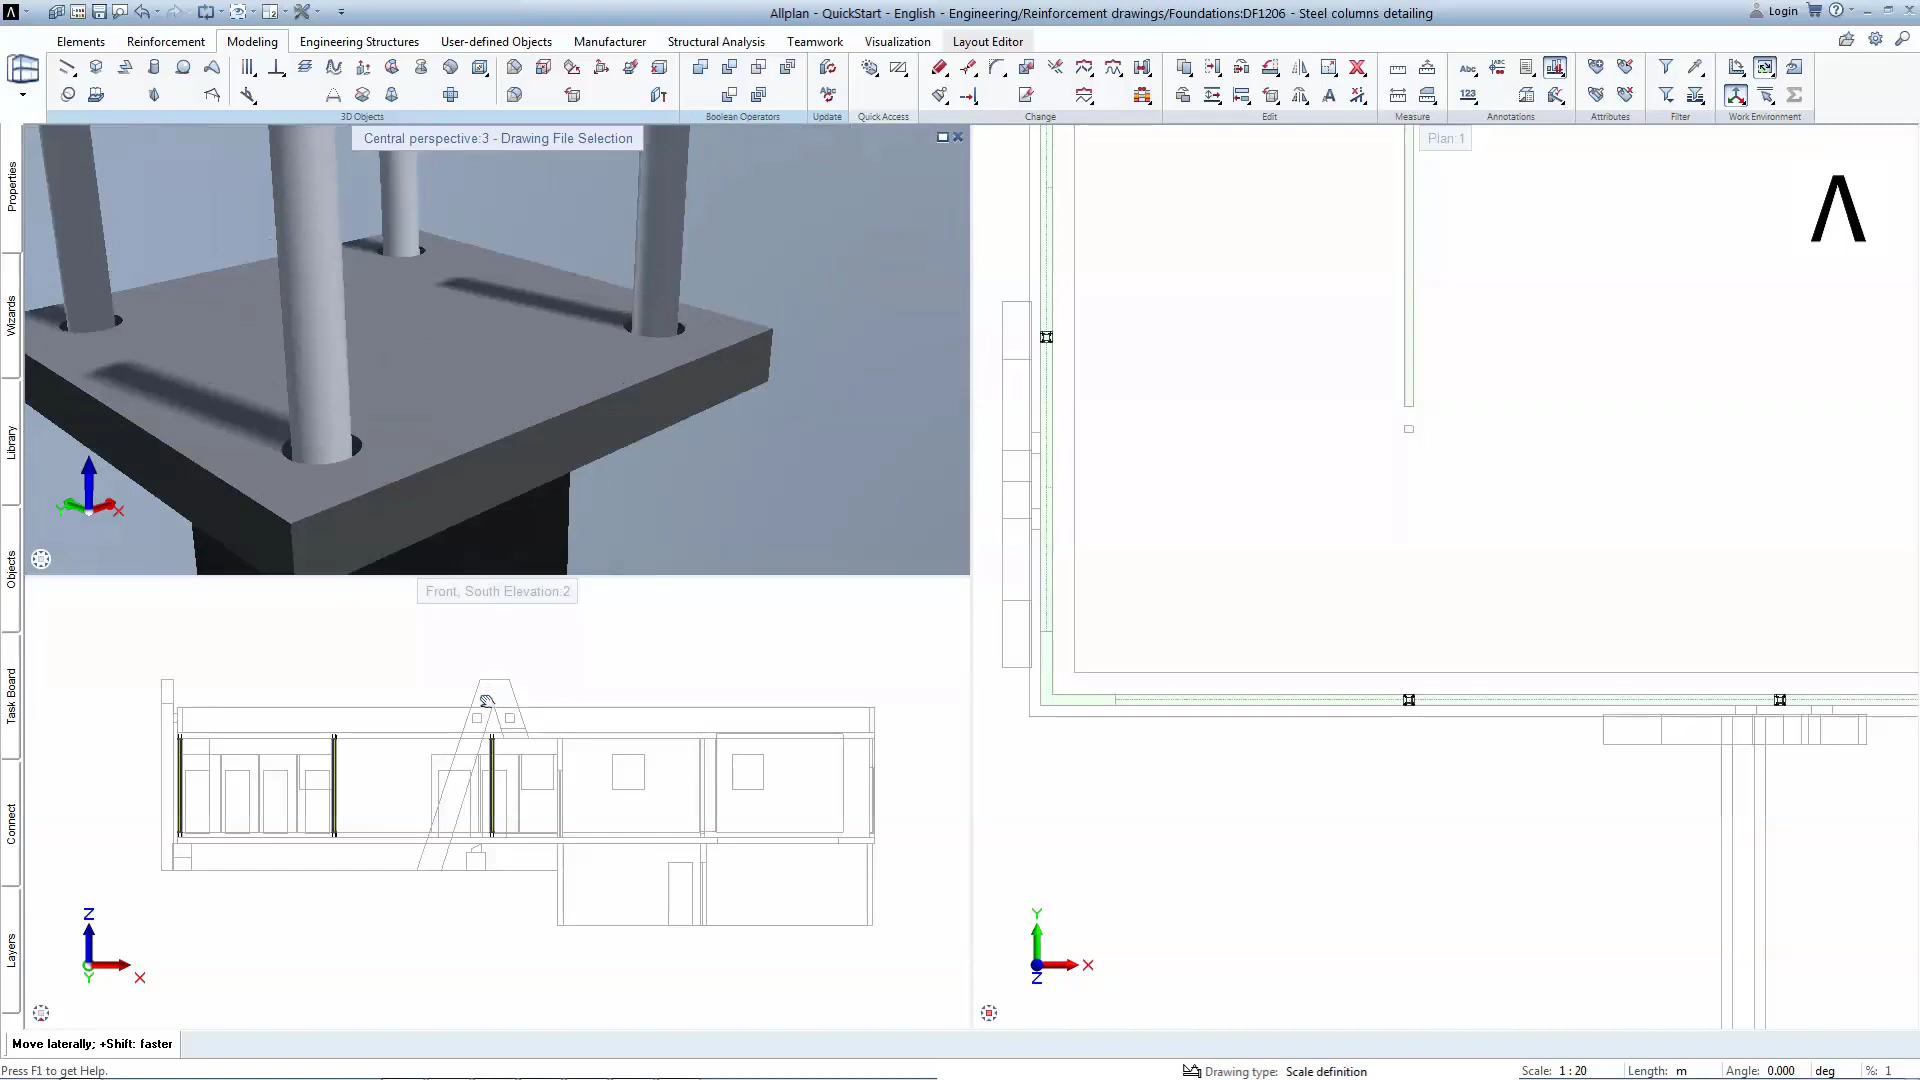 Allplan - QuickStart - English - Engineering/Reinforcement drawings/Foundations:DF1206 - Steel columns detailing
Login
Elements
Reinforcement
Modeling
Engineering Structures
User-defined Objects
Manufacturer
Structural Analysis
Teamwork
Visualization
Layout Editor
3D Objects
Boolean Operators
Update
Quick Access
Change
Edit
Measure
Annotations
Attributes
Filter
Work Environment
Abc
Abc
123
Properties
Wizards
Library
Objects
Task Board
Connect
Layers
Central perspective:3 - Drawing File Selection
Plan:1
Front, South Elevation:2
Y
X
Z
Y
X
Y
Z
X
Move laterally; +Shift: faster
Press F1 to get Help.
Drawing type:
Scale definition
Scale:
1 : 20
Length:
m
Angle:
0.000
deg
%:
1